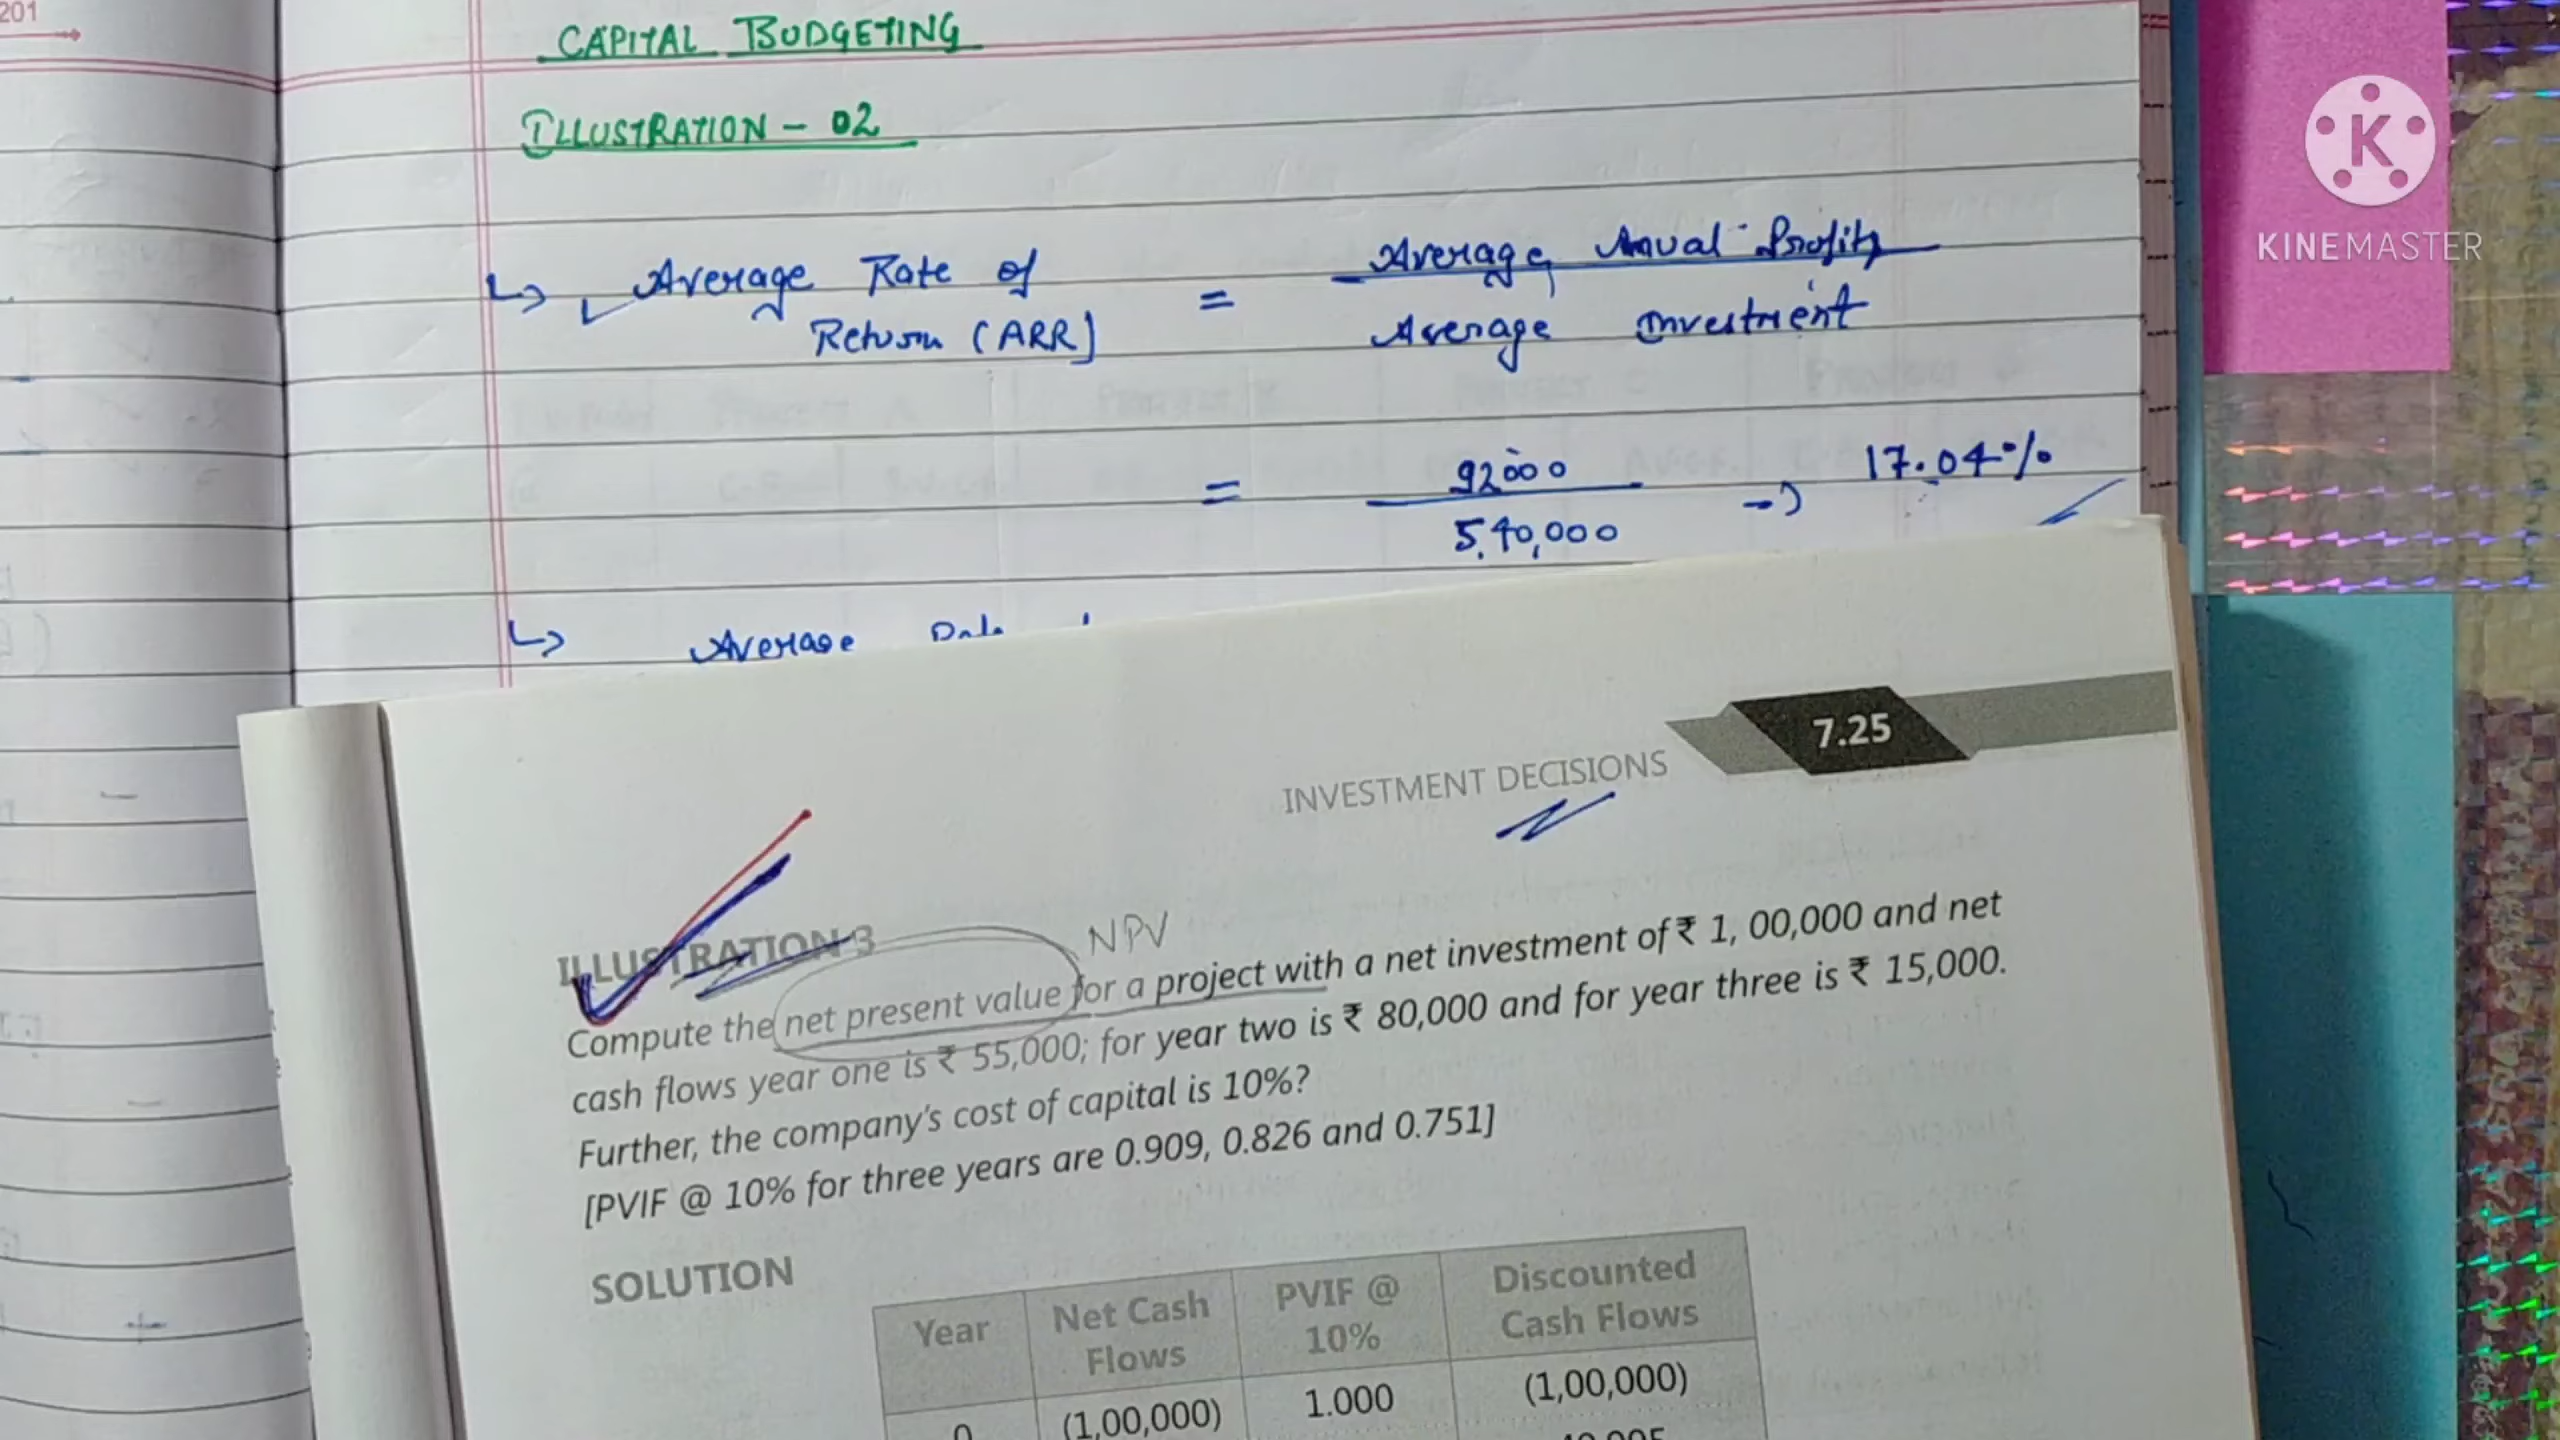 201
CAPITAL BUDGETING
ILLUSTRATION - 02
Average Rate of Return (ARR] = Average Anual Profit / Average Investment
= 92000 / 5,40,000 → 17.04%
↳ Average
KINEMASTER
7.25
INVESTMENT DECISIONS
ILLUSTRATION 3
NPV
Compute the net present value for a project with a net investment of ₹ 1, 00,000 and net
cash flows year one is ₹ 55,000; for year two is ₹ 80,000 and for year three is ₹ 15,000.
Further, the company's cost of capital is 10%?
[PVIF @ 10% for three years are 0.909, 0.826 and 0.751]
SOLUTION
Year Net Cash Flows PVIF @ 10% Discounted Cash Flows
0 (1,00,000) 1.000 (1,00,000)